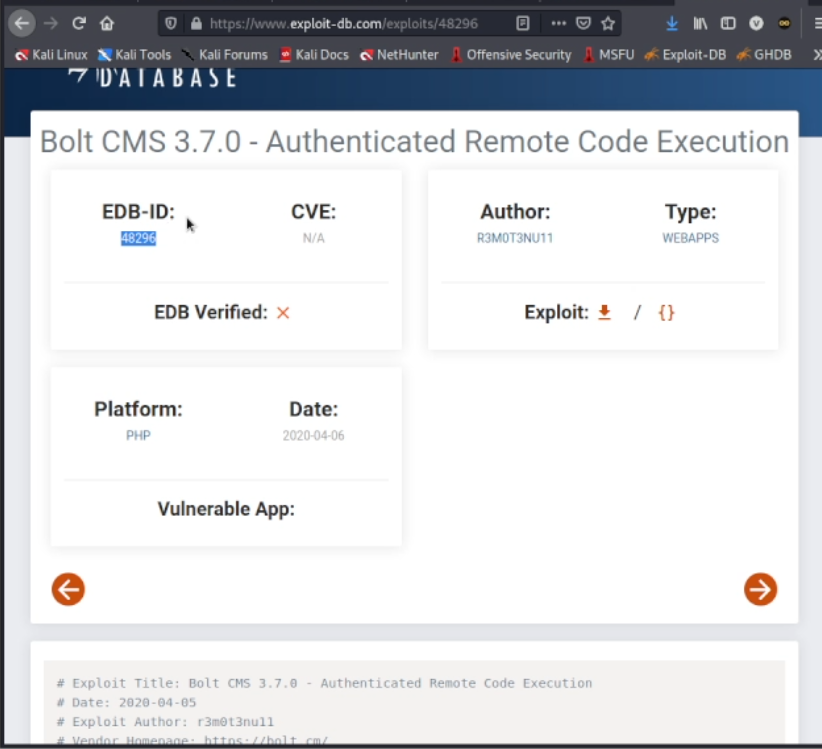 https://www.exploit-db.com/exploits/48296
Kali Linux Kali Tools Kali Forums Kali Docs NetHunter Offensive Security MSFU Exploit-DB GHDB
DATABASE
Bolt CMS 3.7.0 - Authenticated Remote Code Execution
EDB-ID: CVE:
48296 N/A
EDB Verified: ×
Author: Type:
R3M0T3NU11 WEBAPPS
Exploit: / {}
Platform: Date:
PHP 2020-04-06
Vulnerable App:
# Exploit Title: Bolt CMS 3.7.0 - Authenticated Remote Code Execution
# Date: 2020-04-05
# Exploit Author: r3m0t3nu11
# Vendor Homepage: https://bolt.cm/